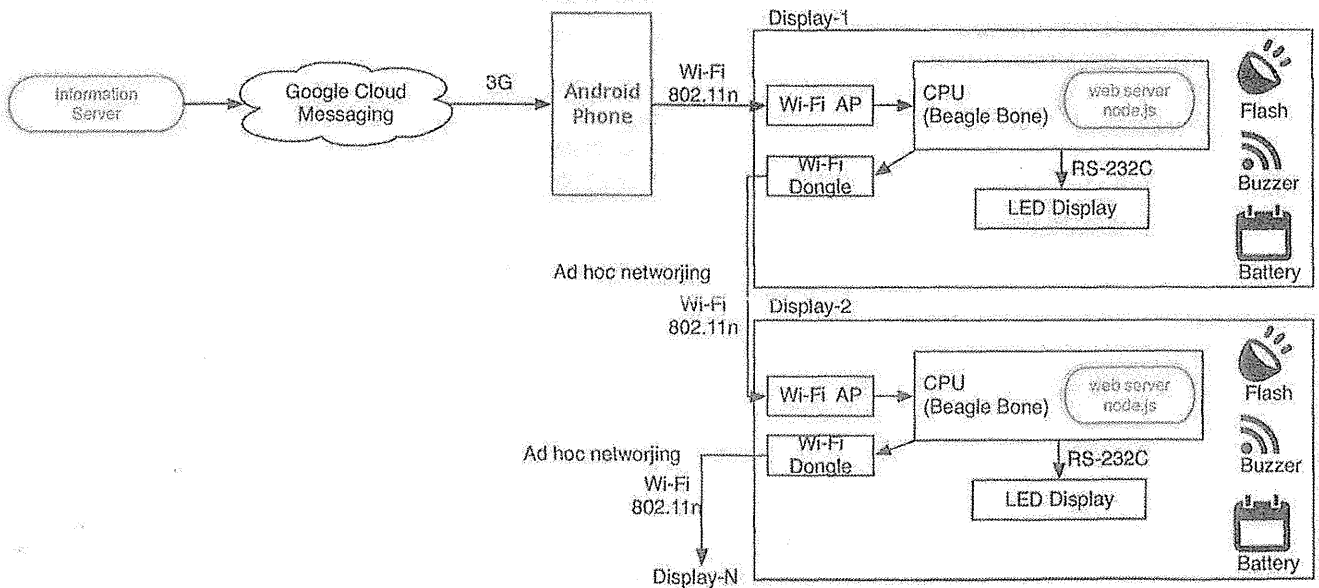 Display-1
Information
Server
Google Cloud
Messaging
3G
Android
Phone
Wi-Fi
802.11n
Wi-Fi AP
CPU
(Beagle Bone)
web server
node.js
Flash
Wi-Fi
Dongle
RS-232C
LED Display
Buzzer
Battery
Ad hoc networjing
Wi-Fi
802.11n
Display-2
Wi-Fi AP
CPU
(Beagle Bone)
web server
node.js
Flash
Wi-Fi
Dongle
RS-232C
LED Display
Buzzer
Battery
Ad hoc networjing
Wi-Fi
802.11n
Display-N